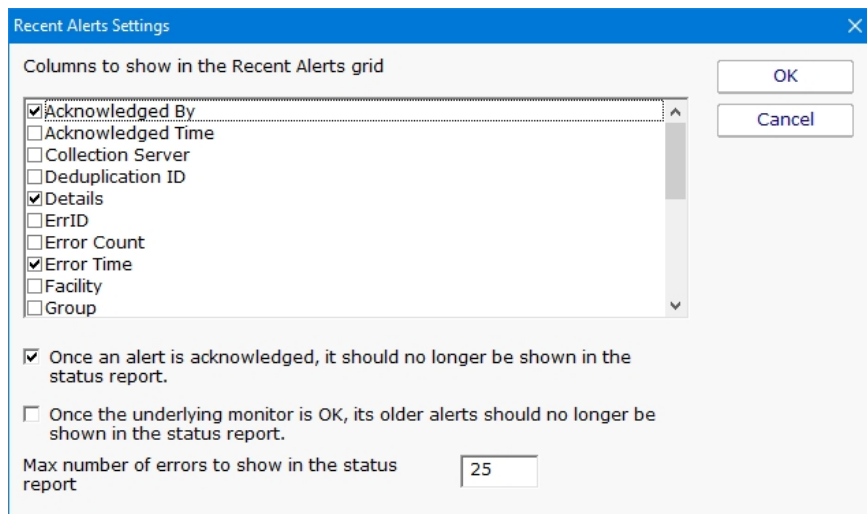 Recent Alerts Settings
Columns to show in the Recent Alerts grid
OK
Cancel
Acknowledged By
Acknowledged Time
Collection Server
Deduplication ID
Details
ErrID
Error Count
Error Time
Facility
Group
Once an alert is acknowledged, it should no longer be shown in the
status report.
Once the underlying monitor is OK, its older alerts should no longer be
shown in the status report.
Max number of errors to show in the status
report
25